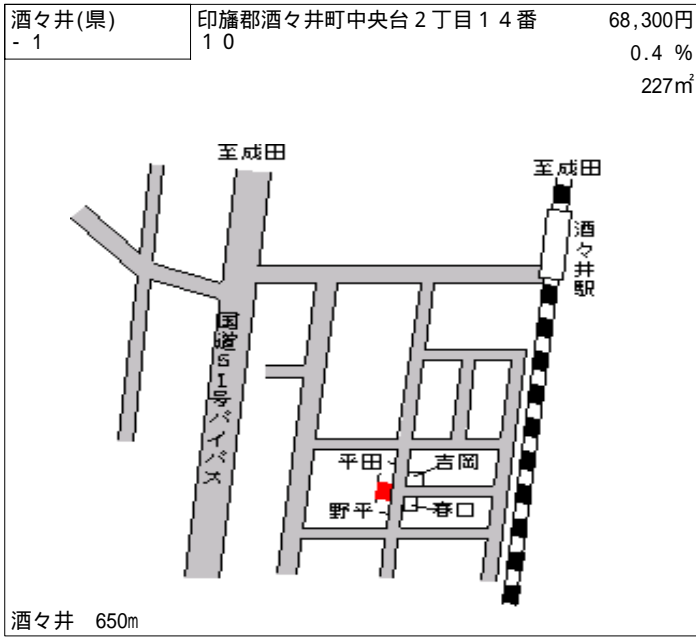 酒々井(県)
- 1
印旛郡酒々井町中央台２丁目１４番
１０
68,300円
0.4 %
227㎡
至成田
至成田
酒々井駅
国道51号バイパス
平田
吉岡
野平
春口
酒々井 650m